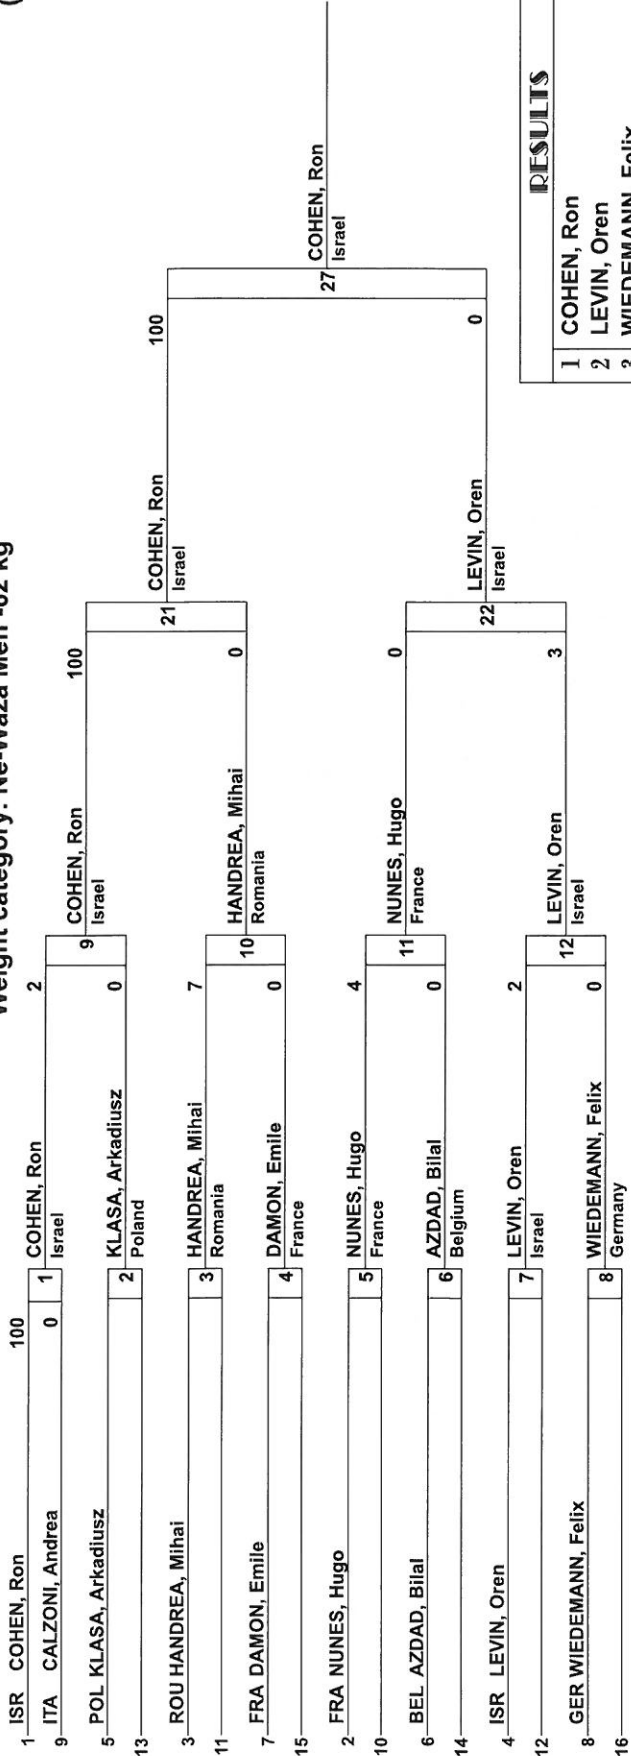 Weight category: Ne-Waza Men -62 kg
1 ISR COHEN, Ron 100
9 ITA CALZONI, Andrea 0
5 POL KLASA, Arkadiusz
13
3 ROU HANDREA, Mihai
11
7 FRA DAMON, Emile
15
2 FRA NUNES, Hugo
10
6 BEL AZDAD, Bilal
14
4 ISR LEVIN, Oren
12
8 GER WIEDEMANN, Felix
16
1 COHEN, Ron 2
Israel
2 KLASA, Arkadiusz 0
Poland
3 HANDREA, Mihai 7
Romania
4 DAMON, Emile 0
France
5 NUNES, Hugo 4
France
6 AZDAD, Bilal 0
Belgium
7 LEVIN, Oren 2
Israel
8 WIEDEMANN, Felix 0
Germany
9 COHEN, Ron 100
Israel
10 HANDREA, Mihai 0
Romania
11 NUNES, Hugo 0
France
12 LEVIN, Oren 3
Israel
21 COHEN, Ron 100
Israel
22 LEVIN, Oren 0
Israel
27 COHEN, Ron
Israel
RESULTS
1 COHEN, Ron
2 LEVIN, Oren
3 WIEDEMANN, Felix